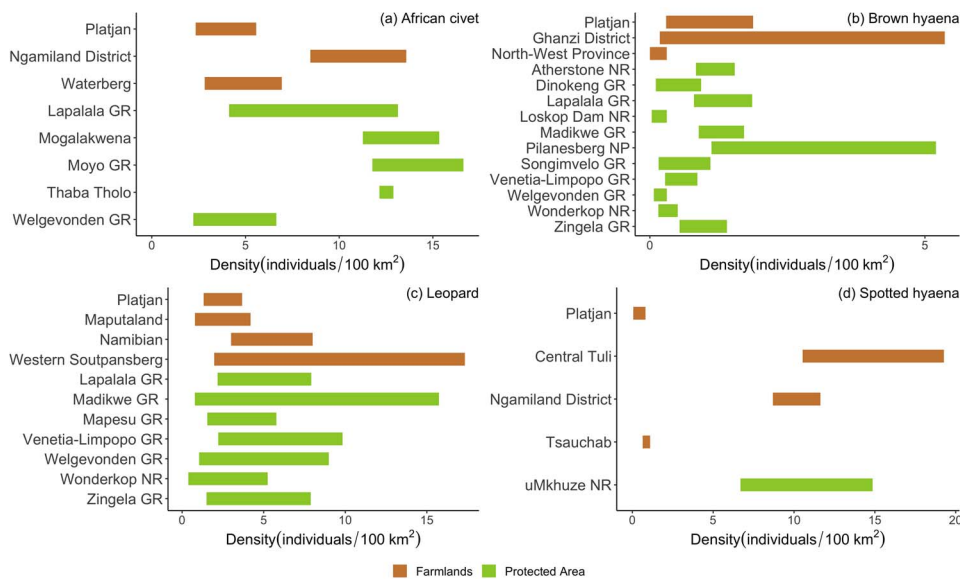 (a) African civet
Platjan
Ngamiland District
Waterberg
Lapalala GR
Mogalakwena
Moyo GR
Thaba Tholo
Welgevonden GR
0 5 10 15
Density(individuals/100 km²)
(b) Brown hyaena
Platjan
Ghanzi District
North-West Province
Atherstone NR
Dinokeng GR
Lapalala GR
Loskop Dam NR
Madikwe GR
Pilanesberg NP
Songimvelo GR
Venetia-Limpopo GR
Welgevonden GR
Wonderkop NR
Zingela GR
0 5
Density(individuals/100 km²)
(c) Leopard
Platjan
Maputaland
Namibian
Western Soutpansberg
Lapalala GR
Madikwe GR
Mapesu GR
Venetia-Limpopo GR
Welgevonden GR
Wonderkop NR
Zingela GR
0 5 10 15
Density(individuals/100 km²)
(d) Spotted hyaena
Platjan
Central Tuli
Ngamiland District
Tsauchab
uMkhuze NR
0 5 10 15 20
Density(individuals/100 km²)
Farmlands Protected Area